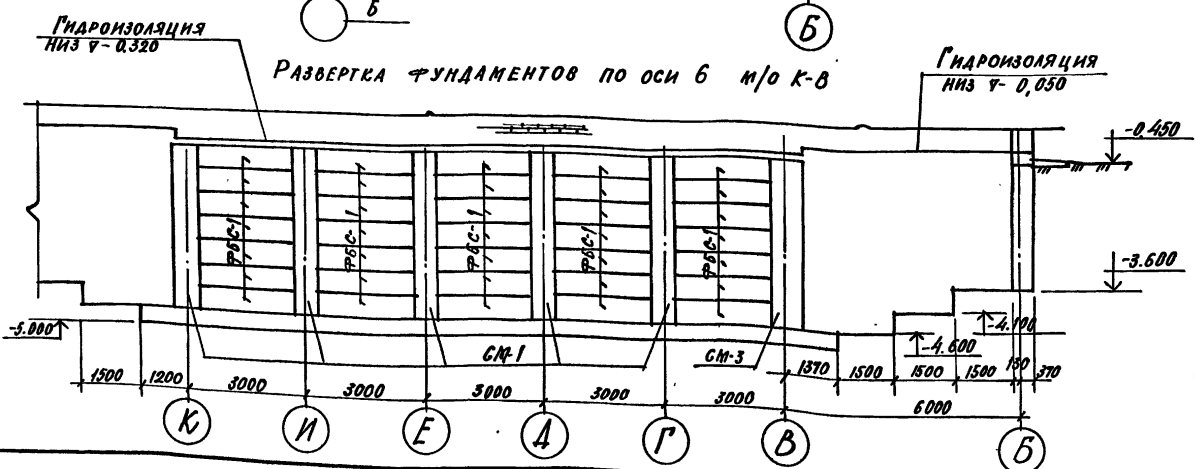 Б
Б
Гидроизоляция
низ ∇-0.320
Развертка фундаментов по оси 6 м/о К-В
Гидроизоляция
низ ∇- 0,050
-0.450
ФБС-1
ФБС-1
ФБС-1
ФБС-1
ФБС-1
-3.600
-5.000
-4.100
-4.600
СМ-1
СМ-3
1500
1200
3000
3000
3000
3000
3000
1370
1500
1500
1500
130
370
6000
К
И
Е
Д
Г
В
Б